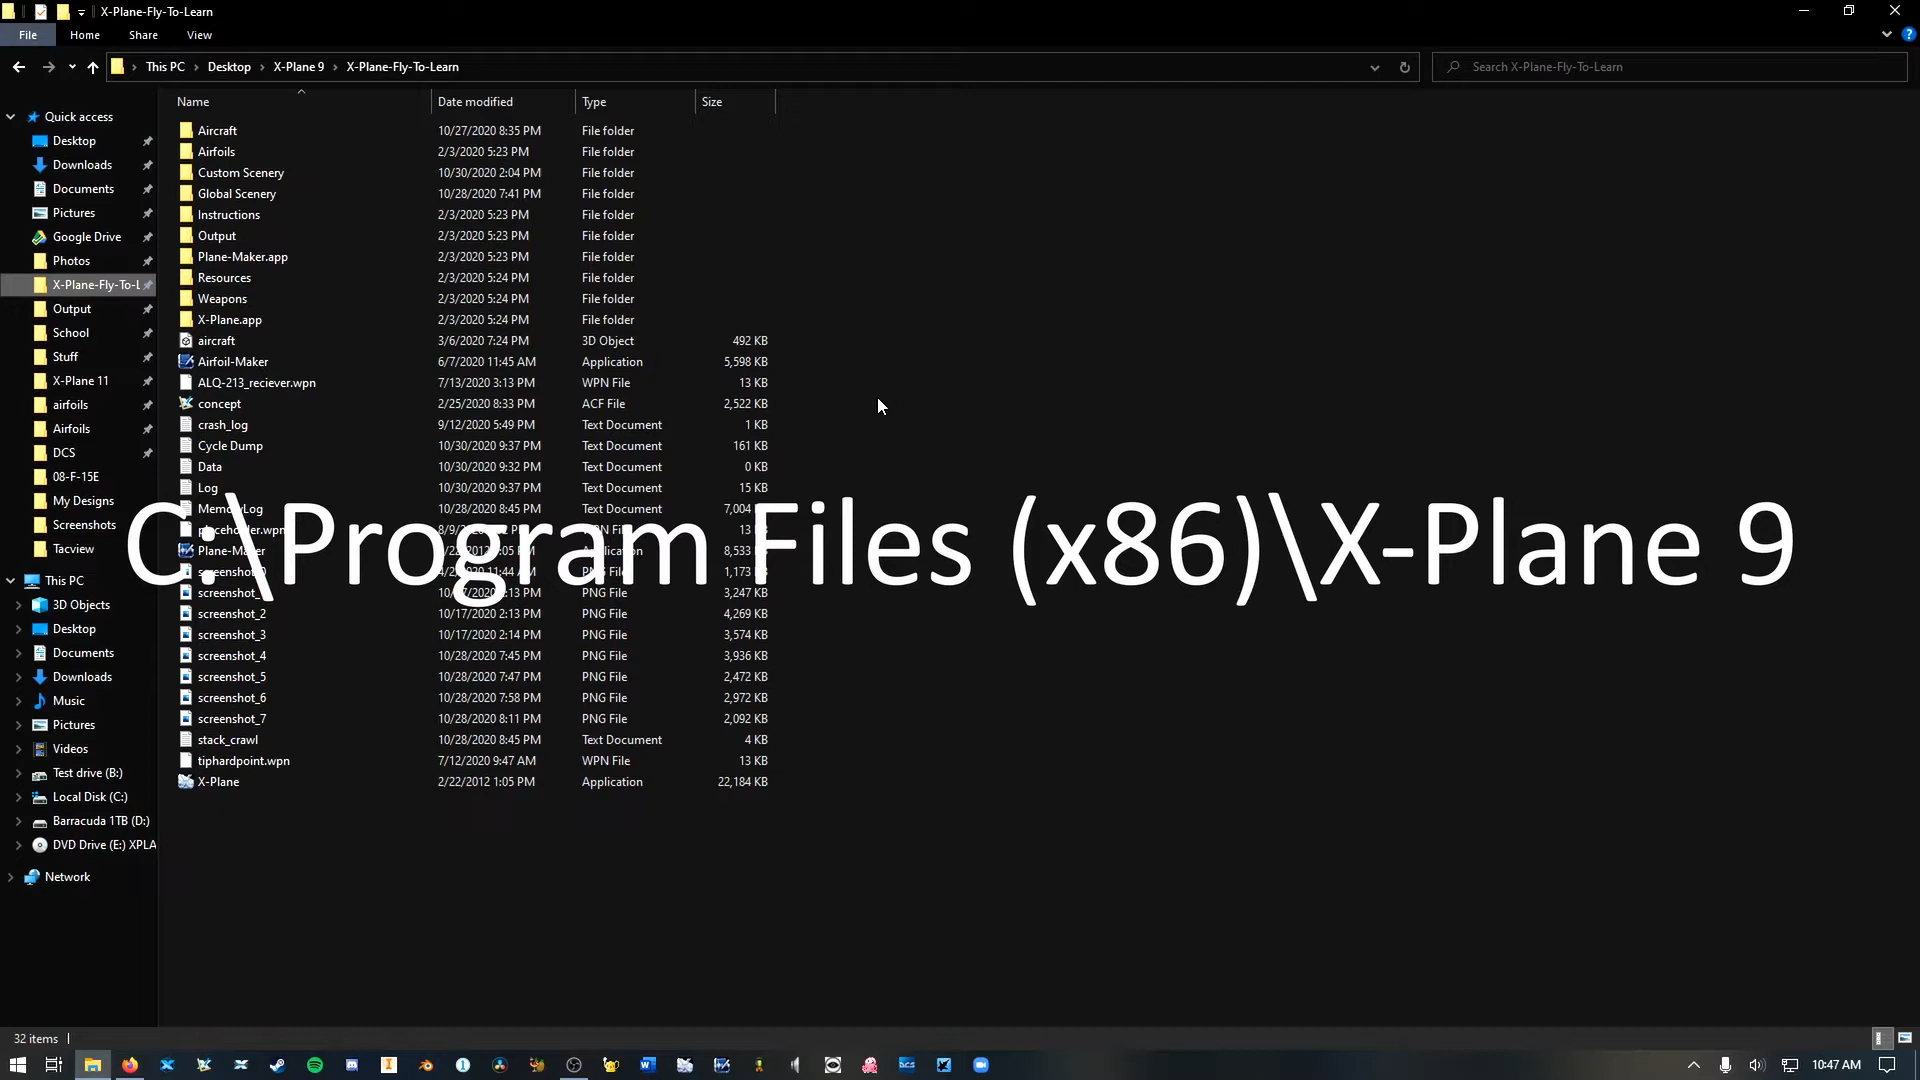 X-Plane-Fly-To-Learn
File Home Share View
This PC Desktop X-Plane 9 X-Plane-Fly-To-Learn
Search X-Plane-Fly-To-Learn
Quick access
Desktop
Downloads
Documents
Pictures
Google Drive
Photos
X-Plane-Fly-To-L
Output
School
Stuff
X-Plane 11
airfoils
Airfoils
DCS
08-F-15E
My Designs
Screenshots
Tacview
This PC
3D Objects
Desktop
Documents
Downloads
Music
Pictures
Videos
Test drive (B:)
Local Disk (C:)
Barracuda 1TB (D:)
DVD Drive (E:) XPLA
Network
Name Date modified Type Size
Aircraft 10/27/2020 8:35 PM File folder
Airfoils 2/3/2020 5:23 PM File folder
Custom Scenery 10/30/2020 2:04 PM File folder
Global Scenery 10/28/2020 7:41 PM File folder
Instructions 2/3/2020 5:23 PM File folder
Output 2/3/2020 5:23 PM File folder
Plane-Maker.app 2/3/2020 5:23 PM File folder
Resources 2/3/2020 5:24 PM File folder
Weapons 2/3/2020 5:24 PM File folder
X-Plane.app 2/3/2020 5:24 PM File folder
aircraft 3/6/2020 7:24 PM 3D Object 492 KB
Airfoil-Maker 6/7/2020 11:45 AM Application 5,598 KB
ALQ-213_reciever.wpn 7/13/2020 3:13 PM WPN File 13 KB
concept 2/25/2020 8:33 PM ACF File 2,522 KB
crash_log 9/12/2020 5:49 PM Text Document 1 KB
Cycle Dump 10/30/2020 9:37 PM Text Document 161 KB
Data 10/30/2020 9:32 PM Text Document 0 KB
Log 10/30/2020 9:37 PM Text Document 15 KB
MemoryLog 10/28/2020 8:45 PM Text Document 7,004
placeholder.wpn
Plane-Maker 8,533 KB
C:\Program Files (x86)\X-Plane 9
1,173
PNG File 3,247 KB
screenshot_2 10/17/2020 2:13 PM PNG File 4,269 KB
screenshot_3 10/17/2020 2:14 PM PNG File 3,574 KB
screenshot_4 10/28/2020 7:45 PM PNG File 3,936 KB
screenshot_5 10/28/2020 7:47 PM PNG File 2,472 KB
screenshot_6 10/28/2020 7:58 PM PNG File 2,972 KB
screenshot_7 10/28/2020 8:11 PM PNG File 2,092 KB
stack_crawl 10/28/2020 8:45 PM Text Document 4 KB
tiphardpoint.wpn 7/12/2020 9:47 AM WPN File 13 KB
X-Plane 2/22/2012 1:05 PM Application 22,184 KB
32 items
10:47 AM